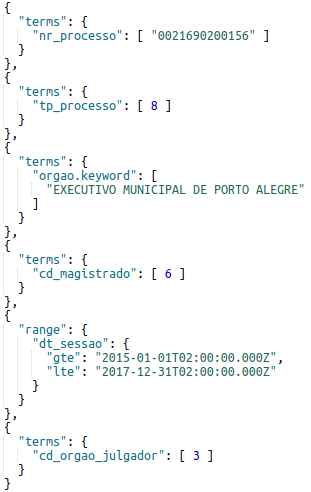 {
  "terms": {
    "nr_processo": [ "0021690200156" ]
  }
},
{
  "terms": {
    "tp_processo": [ 8 ]
  }
},
{
  "terms": {
    "orgao.keyword": [
      "EXECUTIVO MUNICIPAL DE PORTO ALEGRE"
    ]
  }
},
{
  "terms": {
    "cd_magistrado": [ 6 ]
  }
},
{
  "range": {
    "dt_sessao": {
      "gte": "2015-01-01T02:00:00.000Z",
      "lte": "2017-12-31T02:00:00.000Z"
    }
  }
},
{
  "terms": {
    "cd_orgao_julgador": [ 3 ]
  }
}